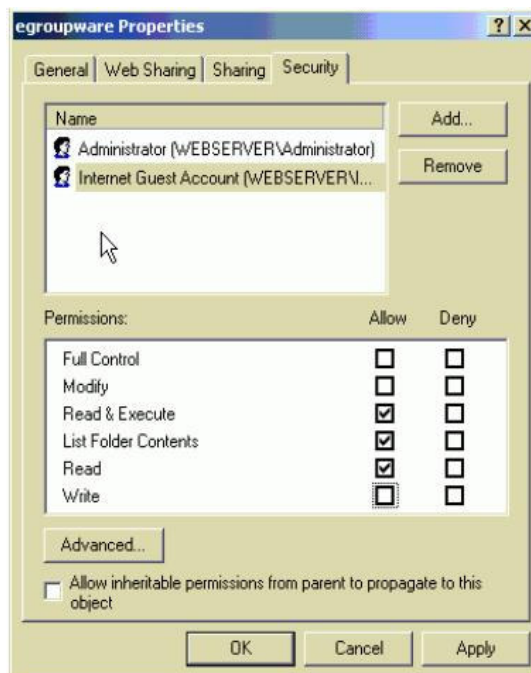 egroupware Properties
General Web Sharing Sharing Security
Name
Administrator (WEBSERVER\Administrator)
Internet Guest Account (WEBSERVER\I...
Add...
Remove
Permissions: Allow Deny
Full Control
Modify
Read & Execute
List Folder Contents
Read
Write
Advanced...
Allow inheritable permissions from parent to propagate to this
object
OK Cancel Apply